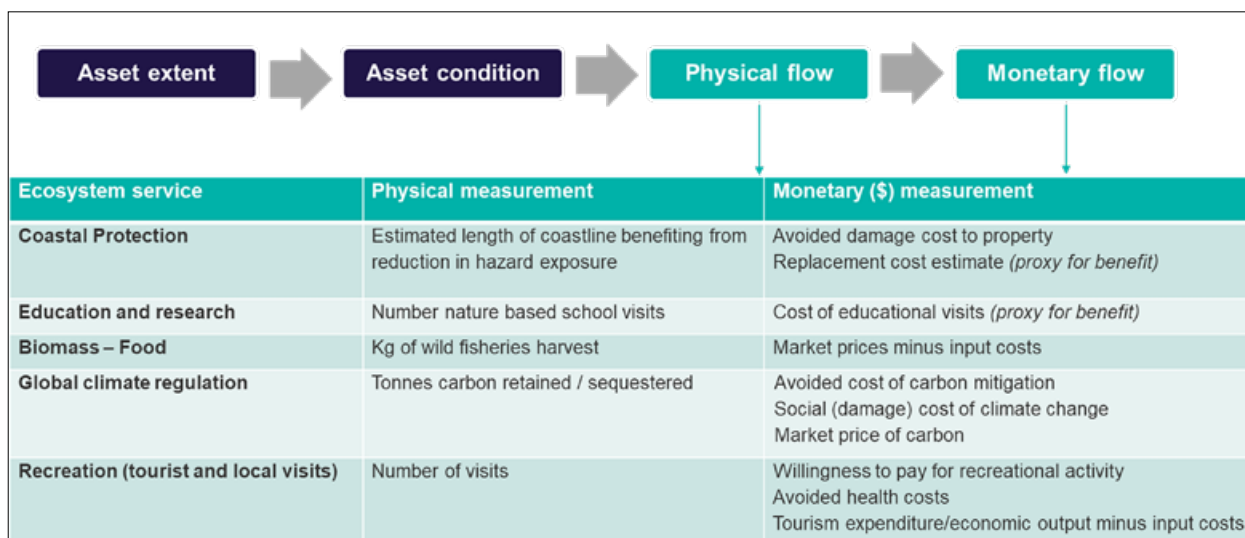 Asset extent
Asset condition
Physical flow
Monetary flow
Ecosystem service
Physical measurement
Monetary ($) measurement
Coastal Protection
Estimated length of coastline benefiting from
reduction in hazard exposure
Avoided damage cost to property
Replacement cost estimate (proxy for benefit)
Education and research
Number nature based school visits
Cost of educational visits (proxy for benefit)
Biomass – Food
Kg of wild fisheries harvest
Market prices minus input costs
Global climate regulation
Tonnes carbon retained / sequestered
Avoided cost of carbon mitigation
Social (damage) cost of climate change
Market price of carbon
Recreation (tourist and local visits)
Number of visits
Willingness to pay for recreational activity
Avoided health costs
Tourism expenditure/economic output minus input costs